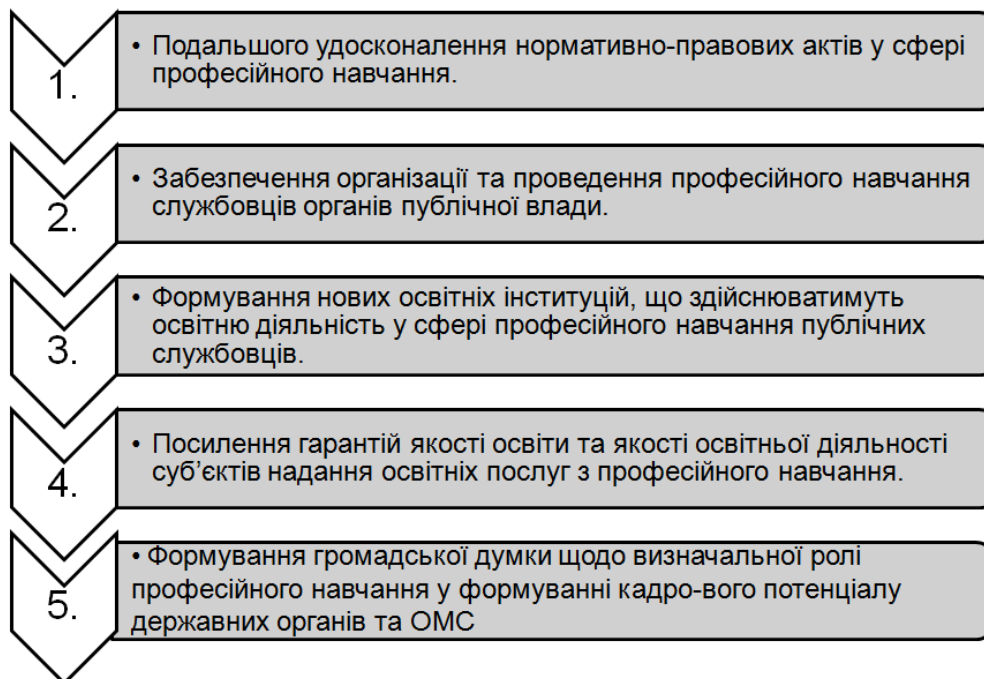 1.
• Подальшого удосконалення нормативно-правових актів у сфері
професійного навчання.
2.
• Забезпечення організації та проведення професійного навчання
службовців органів публічної влади.
3.
• Формування нових освітніх інституцій, що здійснюватимуть
освітню діяльність у сфері професійного навчання публічних
службовців.
4.
• Посилення гарантій якості освіти та якості освітньої діяльності
суб’єктів надання освітніх послуг з професійного навчання.
5.
• Формування громадської думки щодо визначальної ролі
професійного навчання у формуванні кадро-вого потенціалу
державних органів та ОМС